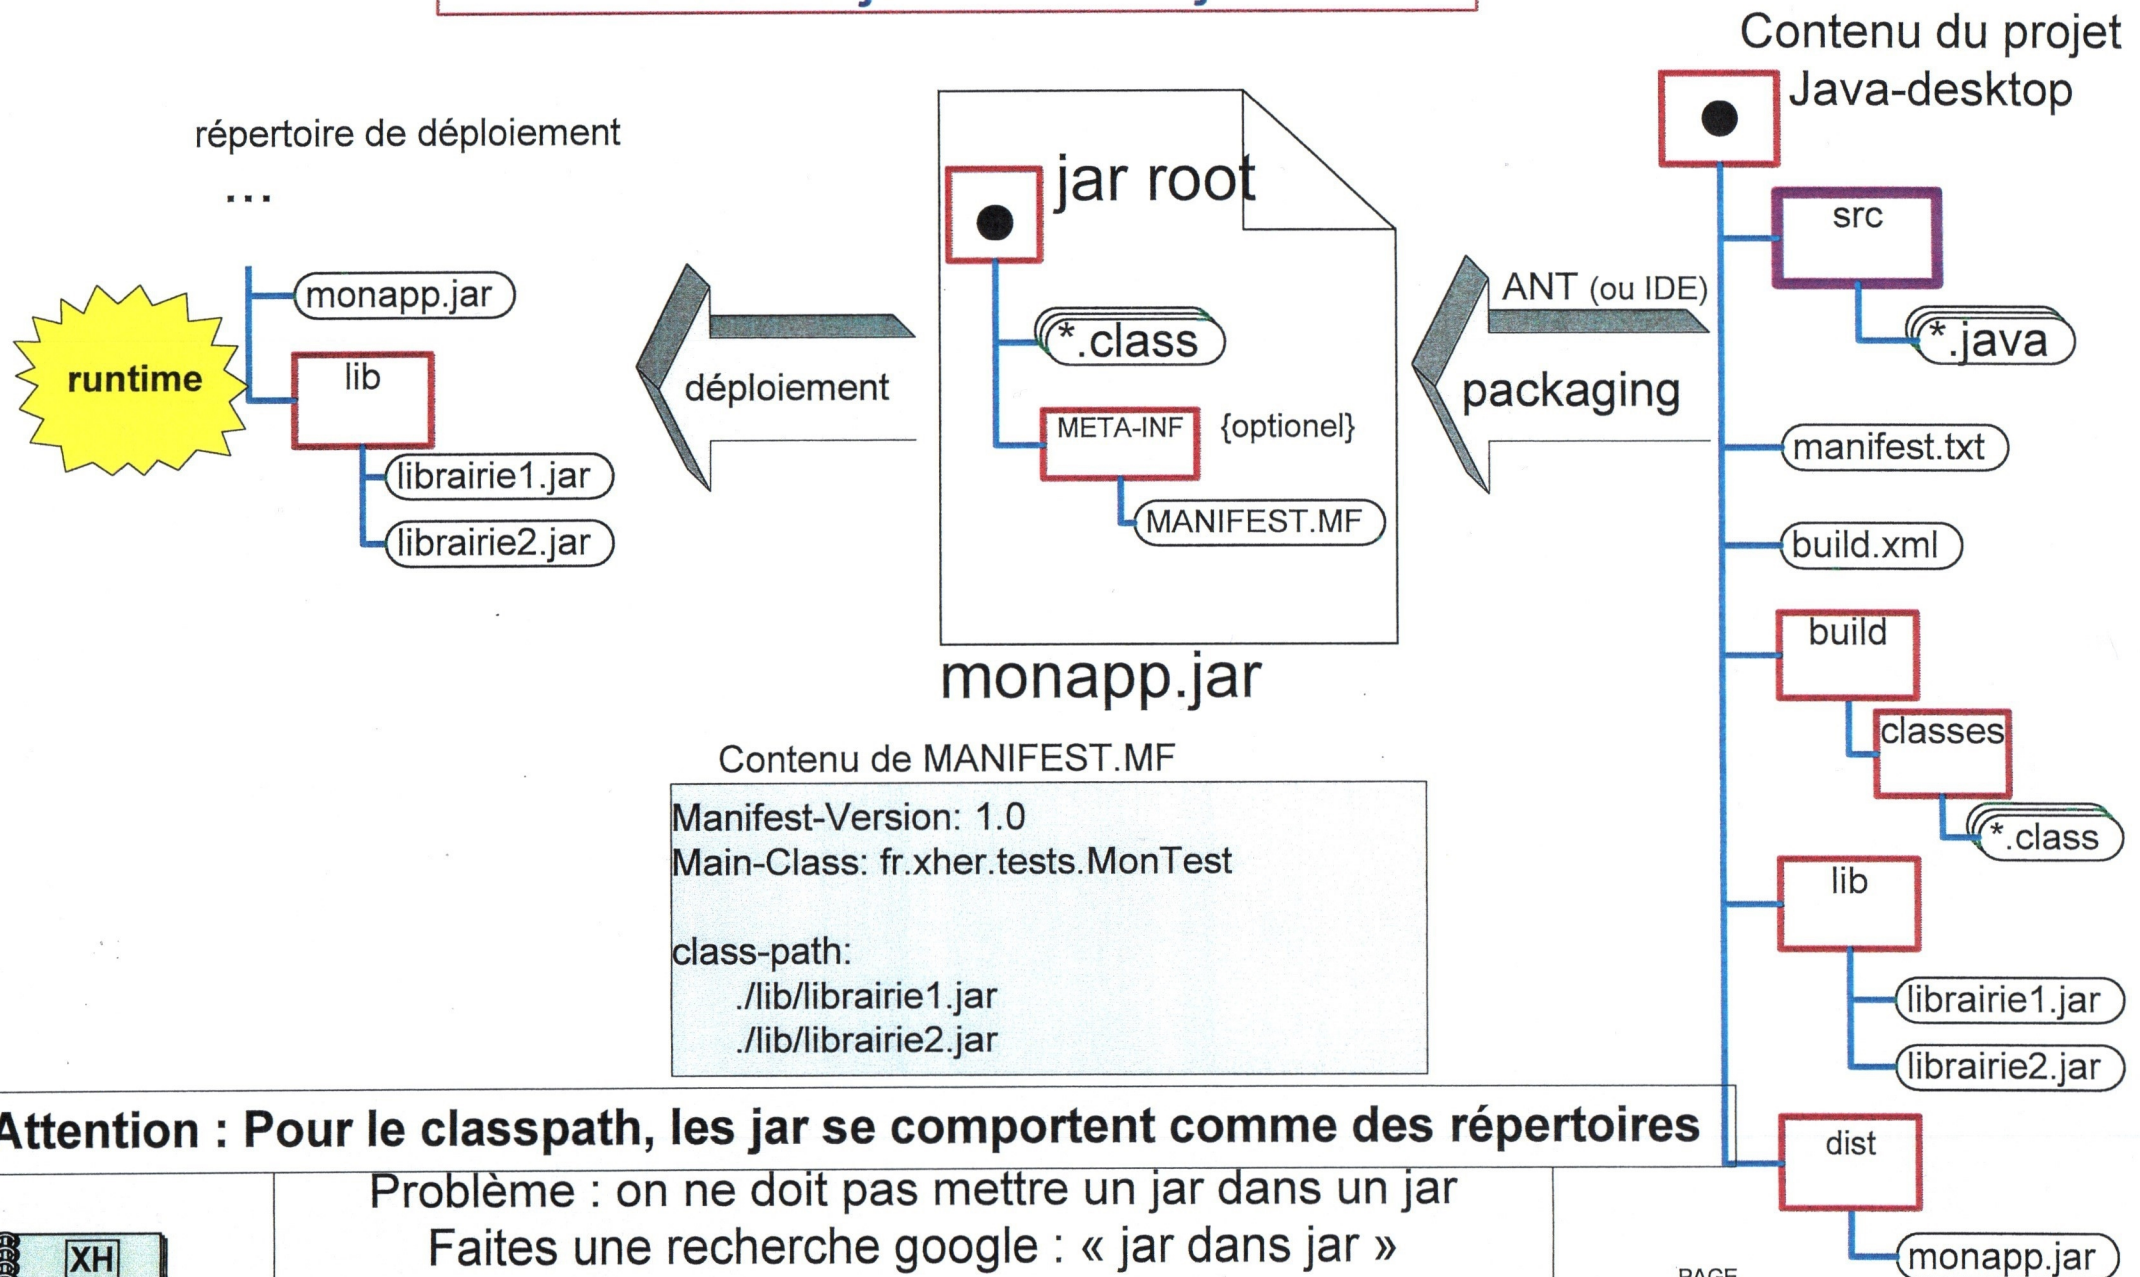 Contenu du projet
Java-desktop
répertoire de déploiement
...
monapp.jar
runtime
lib
librairie1.jar
librairie2.jar
déploiement
jar root
*.class
META-INF {optionel}
MANIFEST.MF
monapp.jar
ANT (ou IDE)
packaging
src
*.java
manifest.txt
build.xml
build
classes
*.class
lib
librairie1.jar
librairie2.jar
dist
monapp.jar
Contenu de MANIFEST.MF
Manifest-Version: 1.0
Main-Class: fr.xher.tests.MonTest
class-path:
./lib/librairie1.jar
./lib/librairie2.jar
Attention : Pour le classpath, les jar se comportent comme des répertoires
Problème : on ne doit pas mettre un jar dans un jar
Faites une recherche google : « jar dans jar »
XH
PAGE